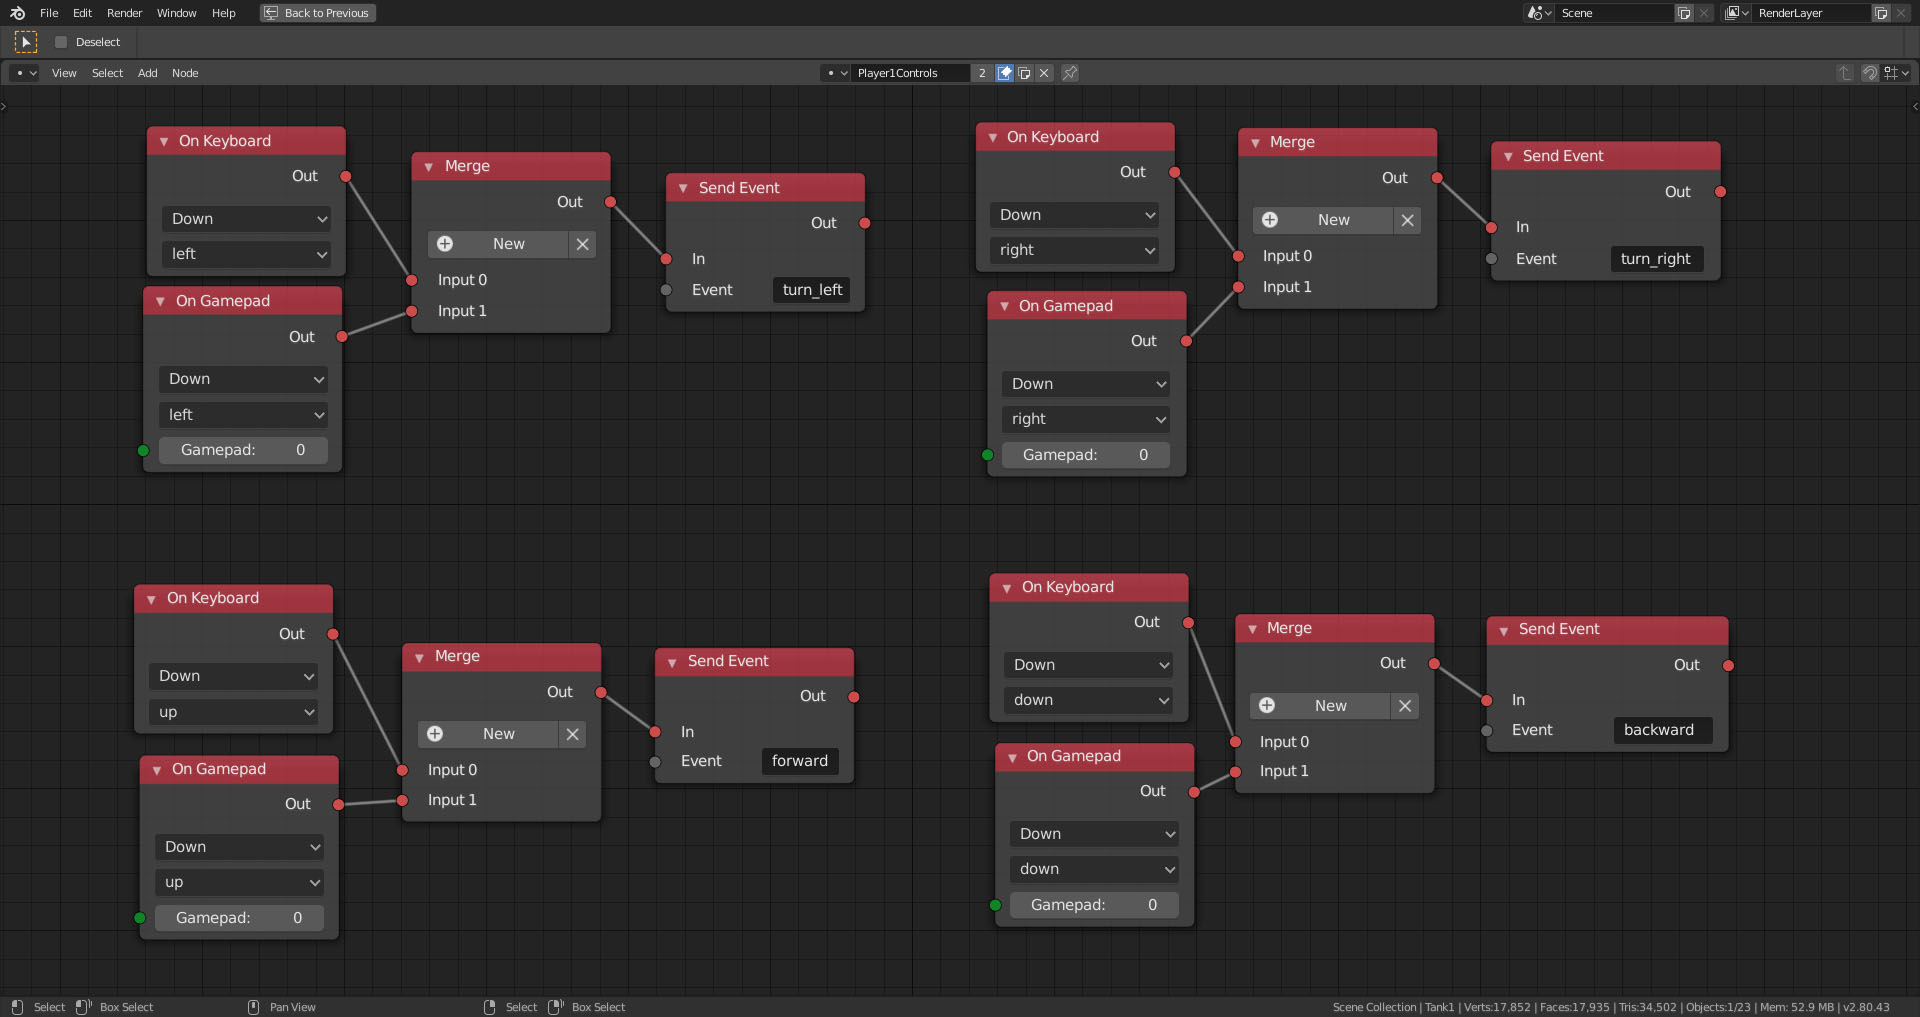 File Edit Render Window Help Back to Previous Scene RenderLayer
Deselect
View Select Add Node Player1Controls 2
On Keyboard
Out
Down
left
On Gamepad
Out
Down
left
Gamepad: 0
Merge
Out
New
Input 0
Input 1
Send Event
Out
In
Event turn_left
On Keyboard
Out
Down
right
On Gamepad
Out
Down
right
Gamepad: 0
Merge
Out
New
Input 0
Input 1
Send Event
Out
In
Event turn_right
On Keyboard
Out
Down
up
On Gamepad
Out
Down
up
Gamepad: 0
Merge
Out
New
Input 0
Input 1
Send Event
Out
In
Event forward
On Keyboard
Out
Down
down
On Gamepad
Out
Down
down
Gamepad: 0
Merge
Out
New
Input 0
Input 1
Send Event
Out
In
Event backward
Select Box Select Pan View Select Box Select Scene Collection | Tank1 | Verts:17,852 | Faces:17,935 | Tris:34,502 | Objects:1/23 | Mem: 52.9 MB | v2.80.43